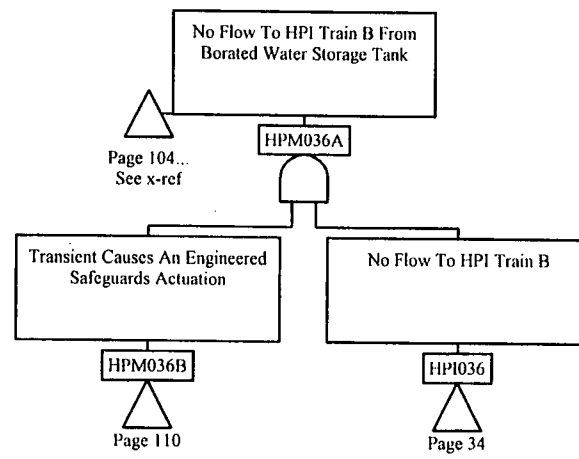 No Flow To HPI Train B From
Borated Water Storage Tank
HPM036A
Page 104...
See x-ref
Transient Causes An Engineered
Safeguards Actuation
No Flow To HPI Train B
HPM036B
HPI036
Page 110
Page 34